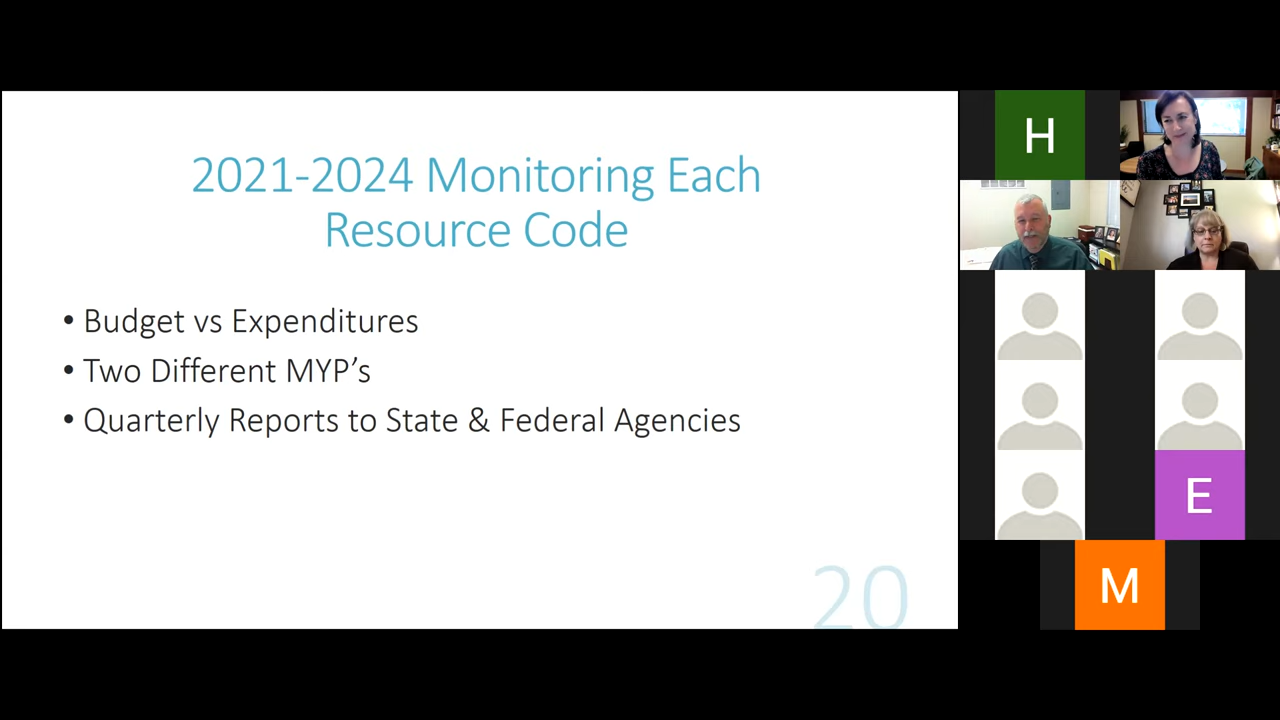 2021-2024 Monitoring Each
Resource Code
• Budget vs Expenditures
• Two Different MYP’s
• Quarterly Reports to State & Federal Agencies
20
H
E
M